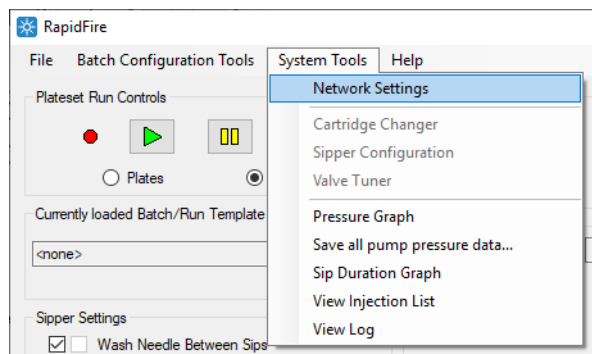 RapidFire
File Batch Configuration Tools System Tools Help
Network Settings
Plateset Run Controls
Cartridge Changer
Sipper Configuration
Plates
Valve Tuner
Currently loaded Batch/Run Template
Pressure Graph
<none>
Save all pump pressure data...
Sip Duration Graph
View Injection List
Sipper Settings
View Log
Wash Needle Between Sips